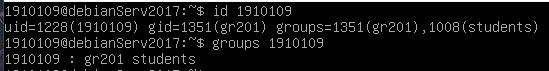 1910109@debianServ2017:~$ id 1910109
uid=1228(1910109) gid=1351(gr201) groups=1351(gr201),1008(students)
1910109@debianServ2017:~$ groups 1910109
1910109 : gr201 students